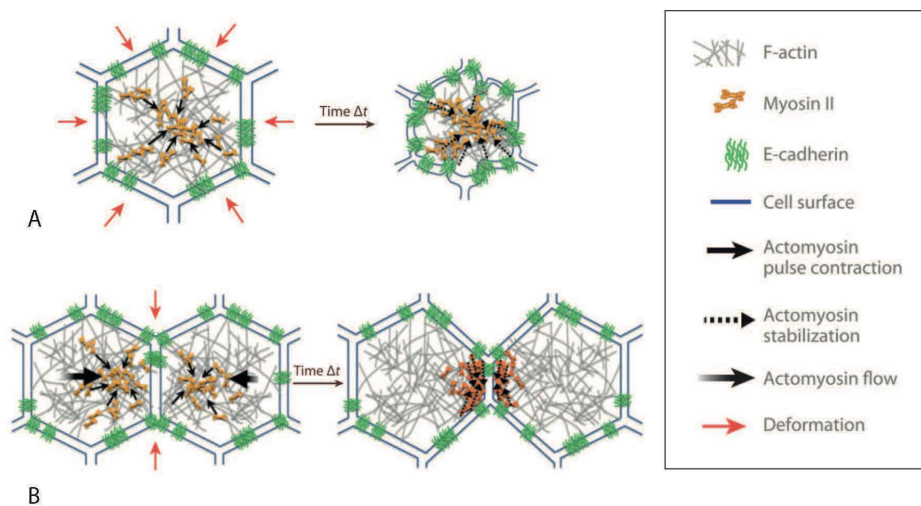 A
Time Δt
B
Time Δt
F-actin
Myosin II
E-cadherin
Cell surface
Actomyosin
pulse contraction
Actomyosin
stabilization
Actomyosin flow
Deformation